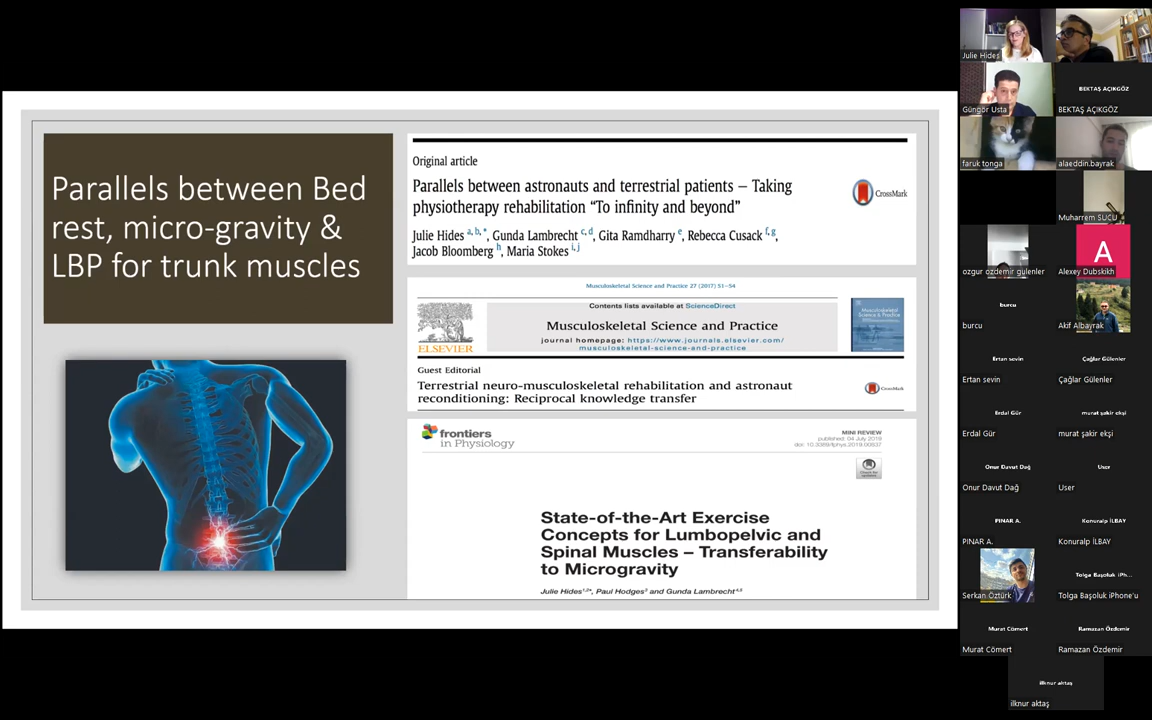 Parallels between Bed
rest, micro-gravity &
LBP for trunk muscles
Original article
Parallels between astronauts and terrestrial patients – Taking
physiotherapy rehabilitation “To infinity and beyond”
CrossMark
Julie Hides a, b, *, Gunda Lambrecht c, d, Gita Ramdharry e, Rebecca Cusack f, g,
Jacob Bloomberg h, Maria Stokes i, j
Musculoskeletal Science and Practice 27 (2017) 51–54
Contents lists available at ScienceDirect
Musculoskeletal Science and Practice
journal homepage: https://www.journals.elsevier.com/
musculoskeletal-science-and-practice
ELSEVIER
Guest Editorial
Terrestrial neuro-musculoskeletal rehabilitation and astronaut
reconditioning: Reciprocal knowledge transfer
CrossMark
frontiers
in Physiology
MINI REVIEW
published: 04 July 2019
doi: 10.3389/fphys.2019.00837
State-of-the-Art Exercise
Concepts for Lumbopelvic and
Spinal Muscles – Transferability
to Microgravity
Julie Hides1,2*, Paul Hodges3 and Gunda Lambrecht4,5
Julie Hides
Güngör Usta
BEKTAŞ AÇIKGÖZ
BEKTAŞ AÇIKGÖZ
faruk tonga
alaeddin.bayrak
Muharrem SUCU
ozgur ozdemir gulenler
A
Alexey Dubskikh
burcu
burcu
Akif Albayrak
Ertan sevin
Ertan sevin
Çağlar Gülenler
Çağlar Gülenler
Erdal Gür
Erdal Gür
murat şakir ekşi
murat şakir ekşi
Onur Davut Dağ
Onur Davut Dağ
User
User
PINAR A.
PINAR A.
Konuralp İLBAY
Konuralp İLBAY
Serkan Öztürk
Tolga Başoluk iPh...
Tolga Başoluk iPhone'u
Murat Cömert
Murat Cömert
Ramazan Özdemir
Ramazan Özdemir
ilknur aktaş
ilknur aktaş